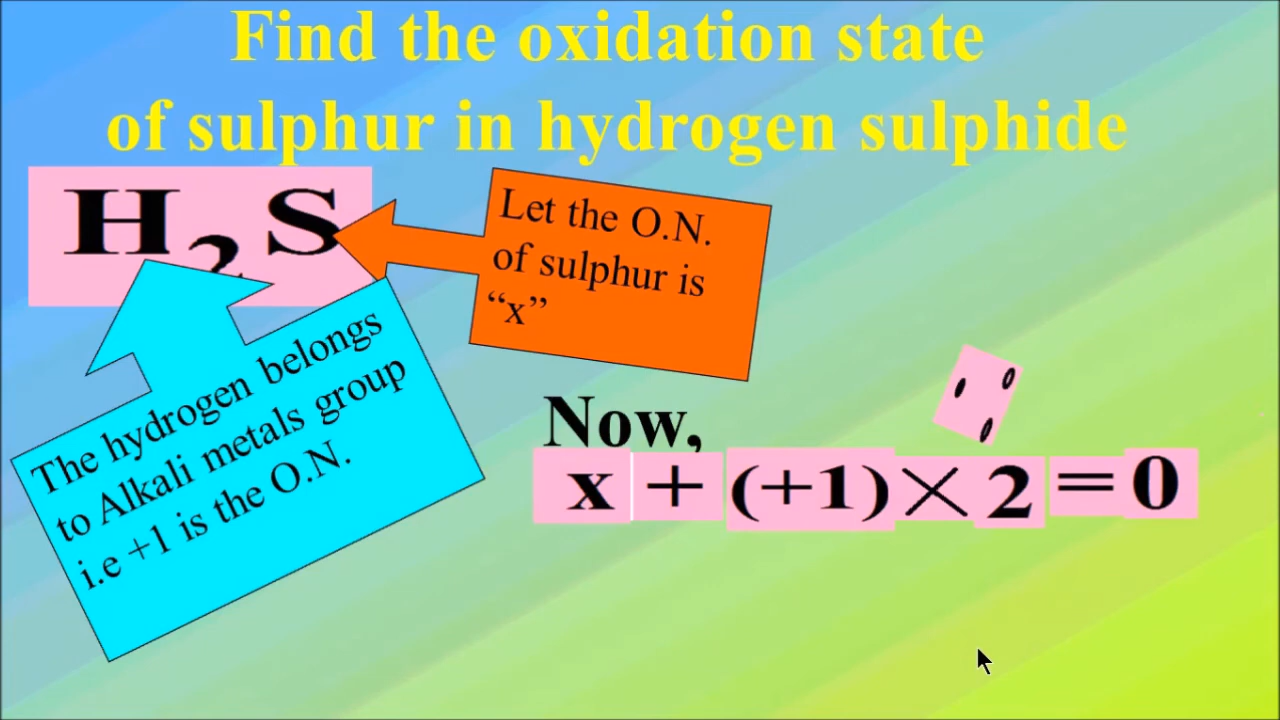 Find the oxidation state
of sulphur in hydrogen sulphide
H₂S
Let the O.N.
of sulphur is
“x”
The hydrogen belongs
to Alkali metals group
i.e +1 is the O.N.
Now,
x + (+1)×2=0